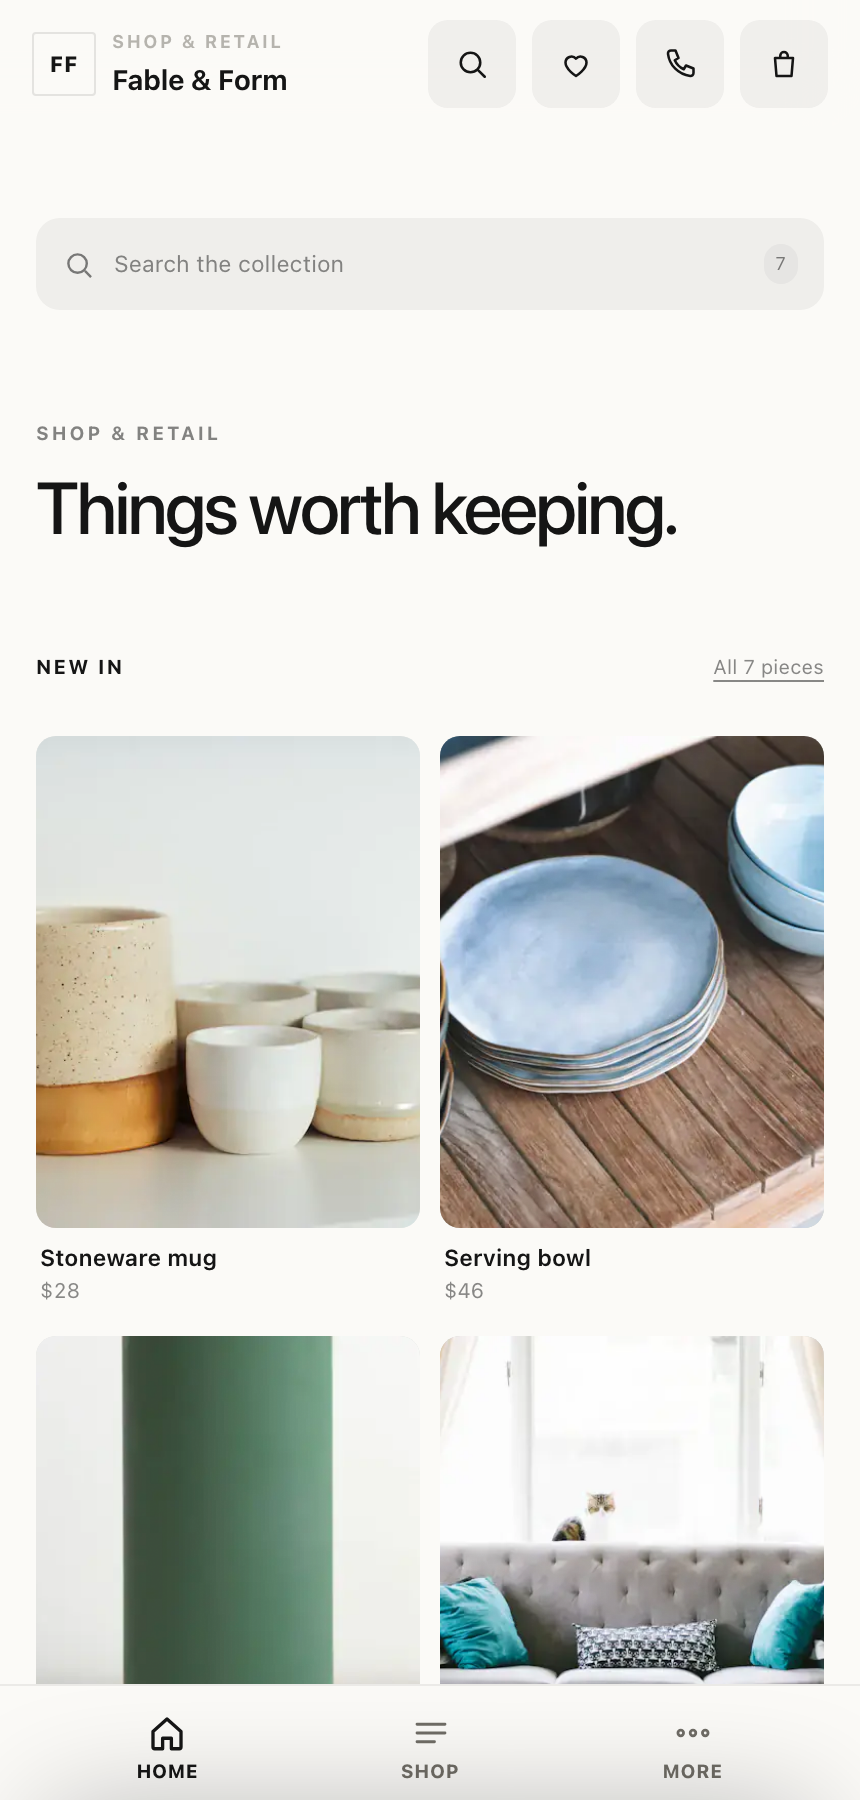 FF
SHOP & RETAIL
Fable & Form
Search the collection
7
SHOP & RETAIL
Things worth keeping.
NEW IN
All 7 pieces
Stoneware mug
$28
Serving bowl
$46
HOME
SHOP
MORE